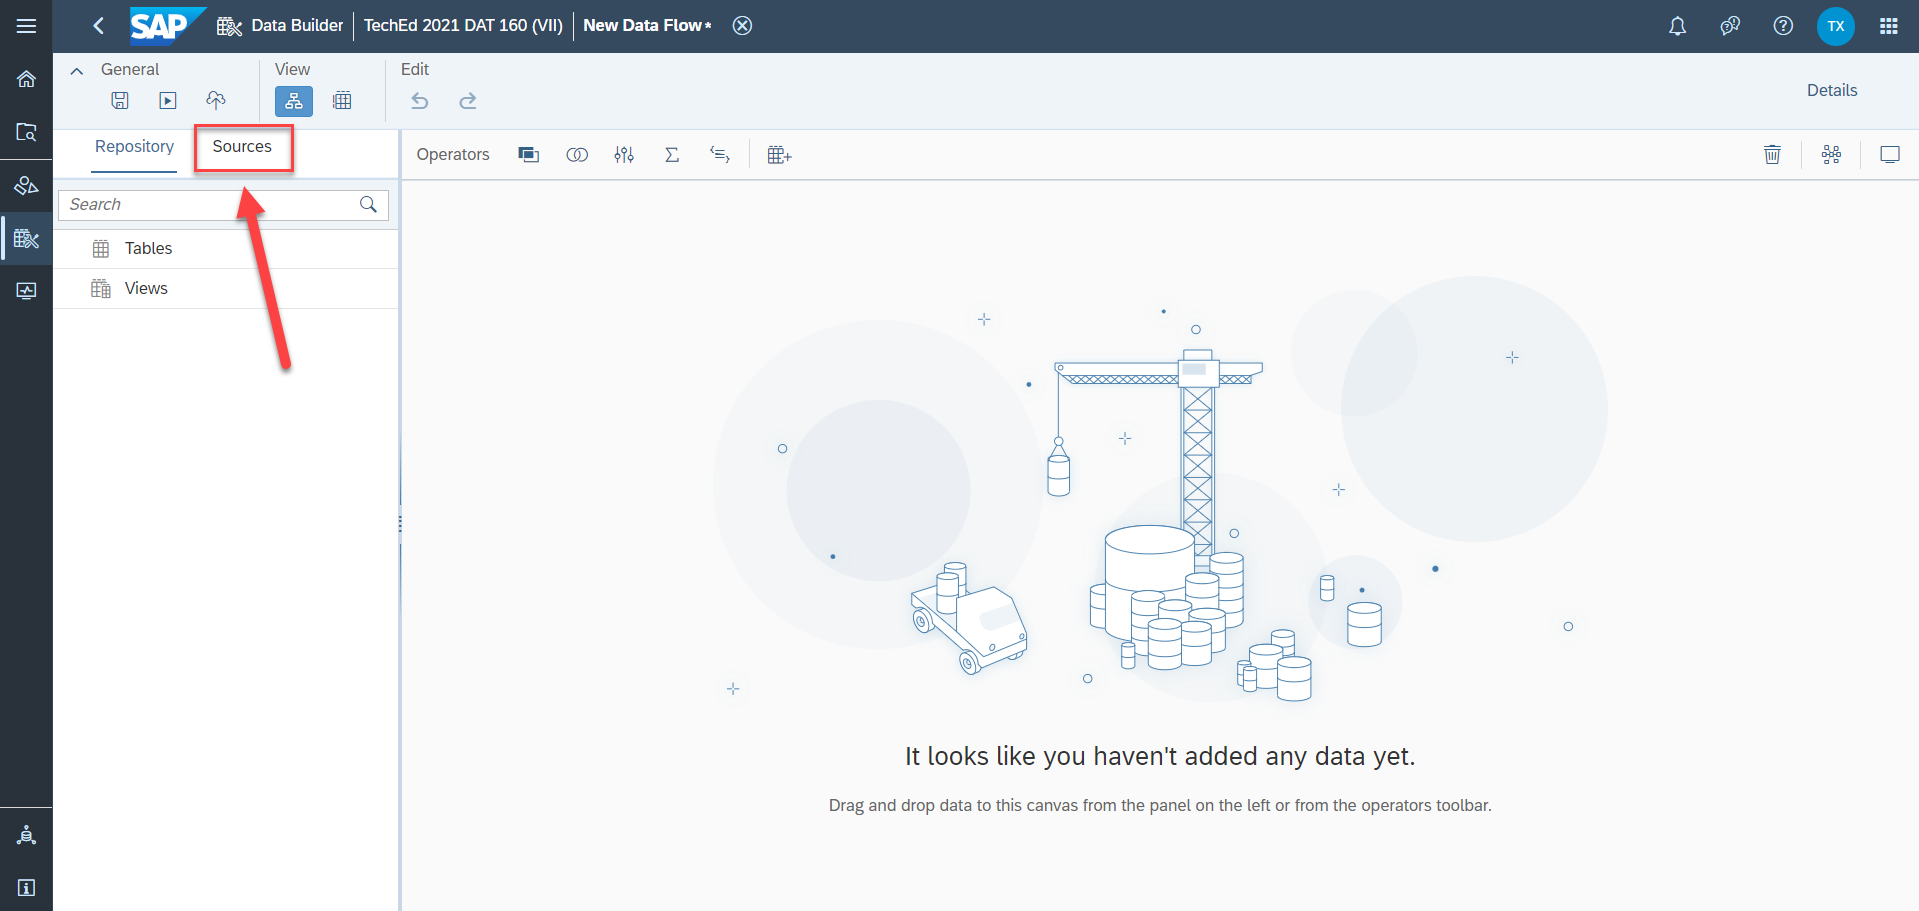 SAP Data Builder TechEd 2021 DAT 160 (VII) New Data Flow* TX
General View Edit
Details
Repository Sources
Operators
Search
Tables
Views
It looks like you haven't added any data yet.
Drag and drop data to this canvas from the panel on the left or from the operators toolbar.